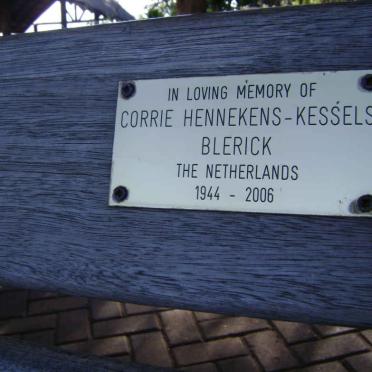 IN LOVING MEMORY OF
CORRIE HENNEKENS-KESSELS
BLERICK
THE NETHERLANDS
1944 - 2006